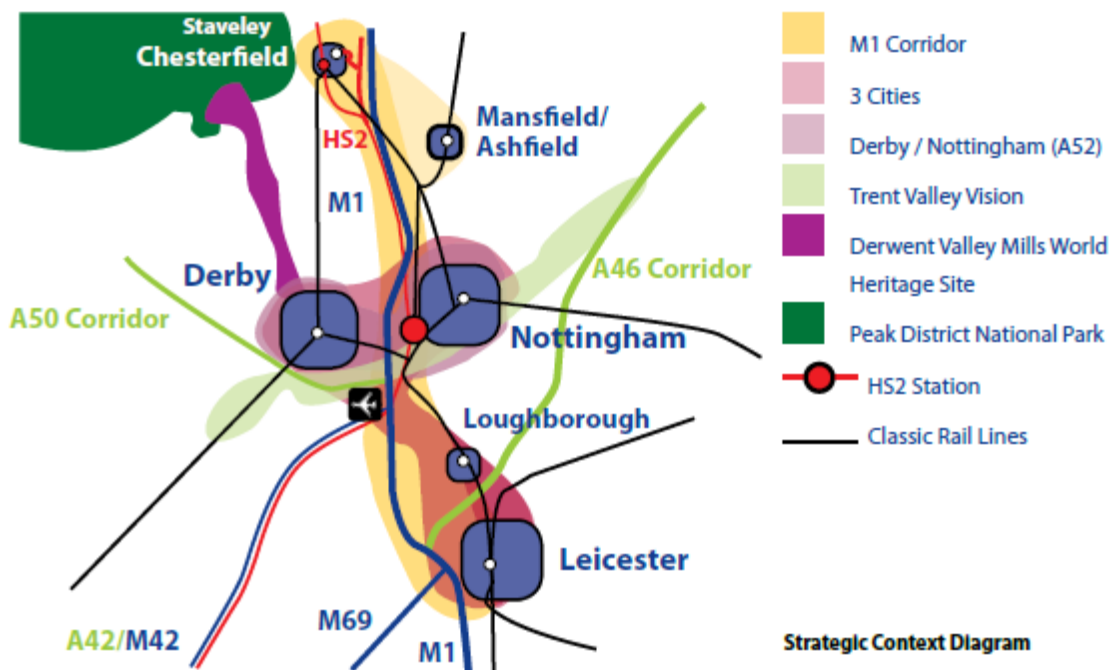 Staveley
Chesterfield
HS2
Mansfield/
Ashfield
M1
Derby
A46 Corridor
A50 Corridor
Nottingham
Loughborough
Leicester
M69
A42/M42
M1
M1 Corridor
3 Cities
Derby / Nottingham (A52)
Trent Valley Vision
Derwent Valley Mills World
Heritage Site
Peak District National Park
HS2 Station
Classic Rail Lines
Strategic Context Diagram